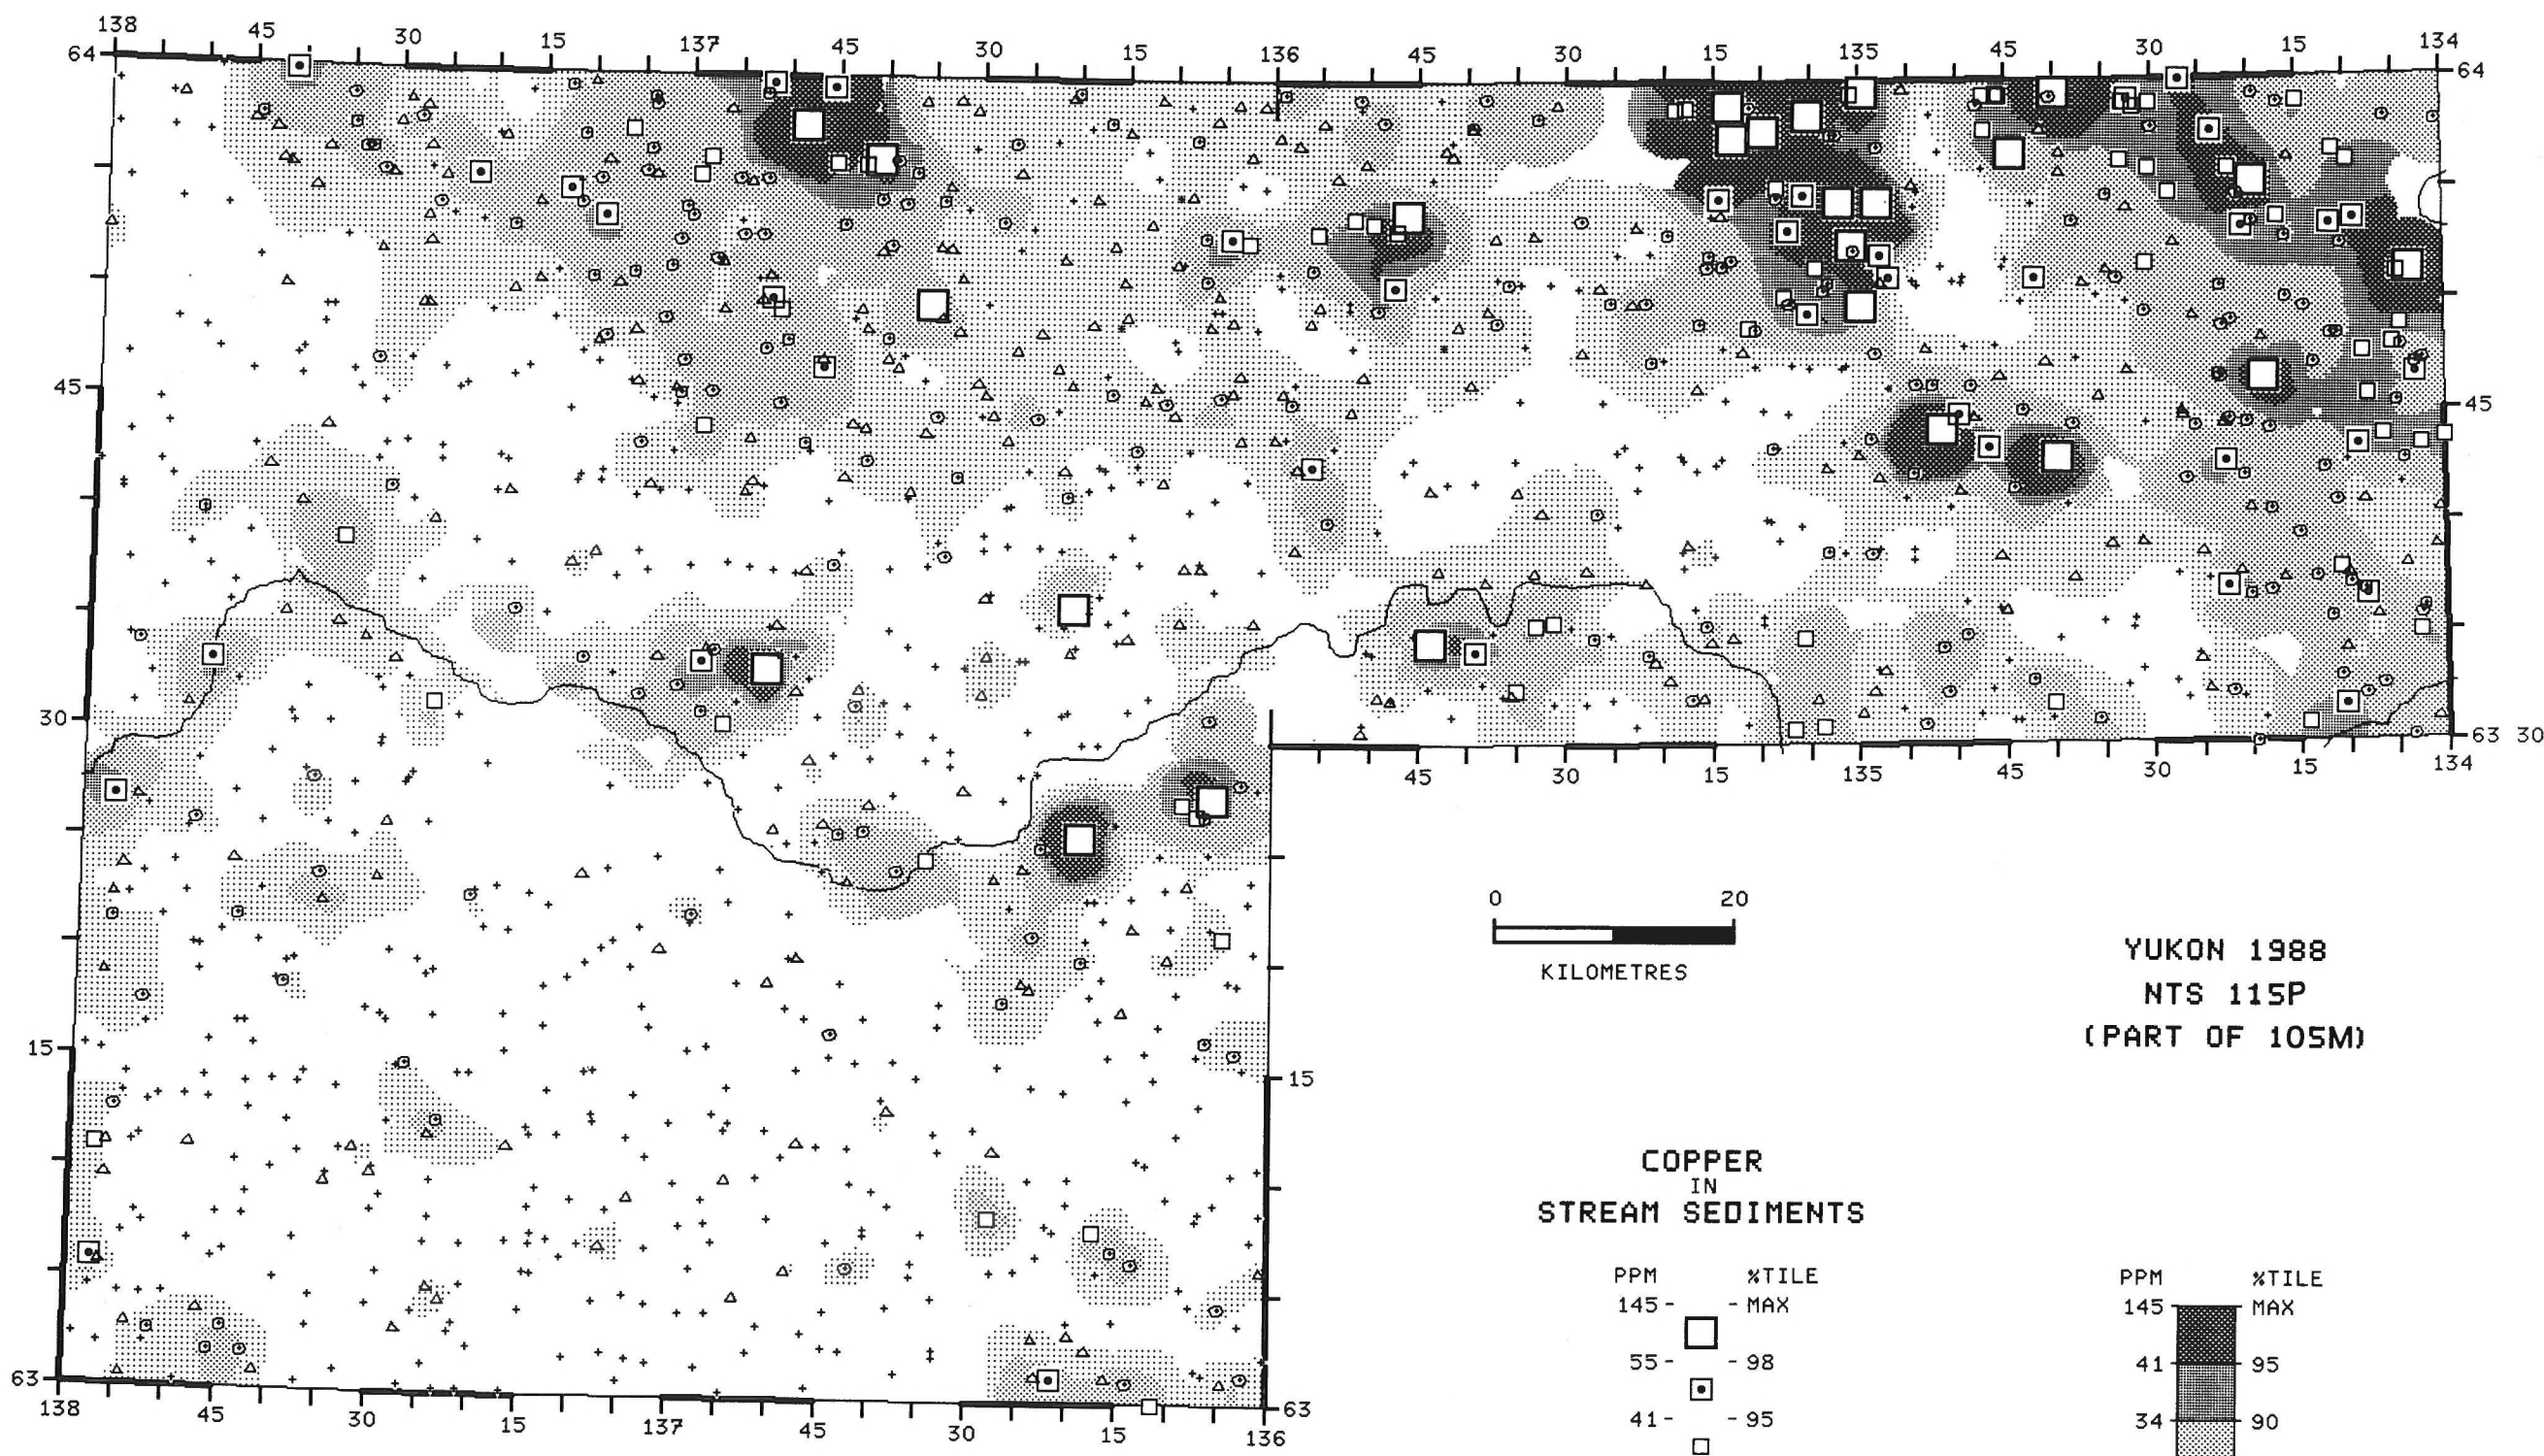 138 45 30 15 137 45 30 15 136 45 30 15 135 45 30 15 134
64 64
45 45
30 63 30
45 30 15 135 45 30 15 134
0 20
KILOMETRES
YUKON 1988
NTS 115P
(PART OF 105M)
15 15
COPPER
IN
STREAM SEDIMENTS
PPM %TILE PPM %TILE
145 - - MAX 145 MAX
55 - - 98 41 95
41 - - 95 34 90
63 63
138 45 30 15 137 45 30 15 136